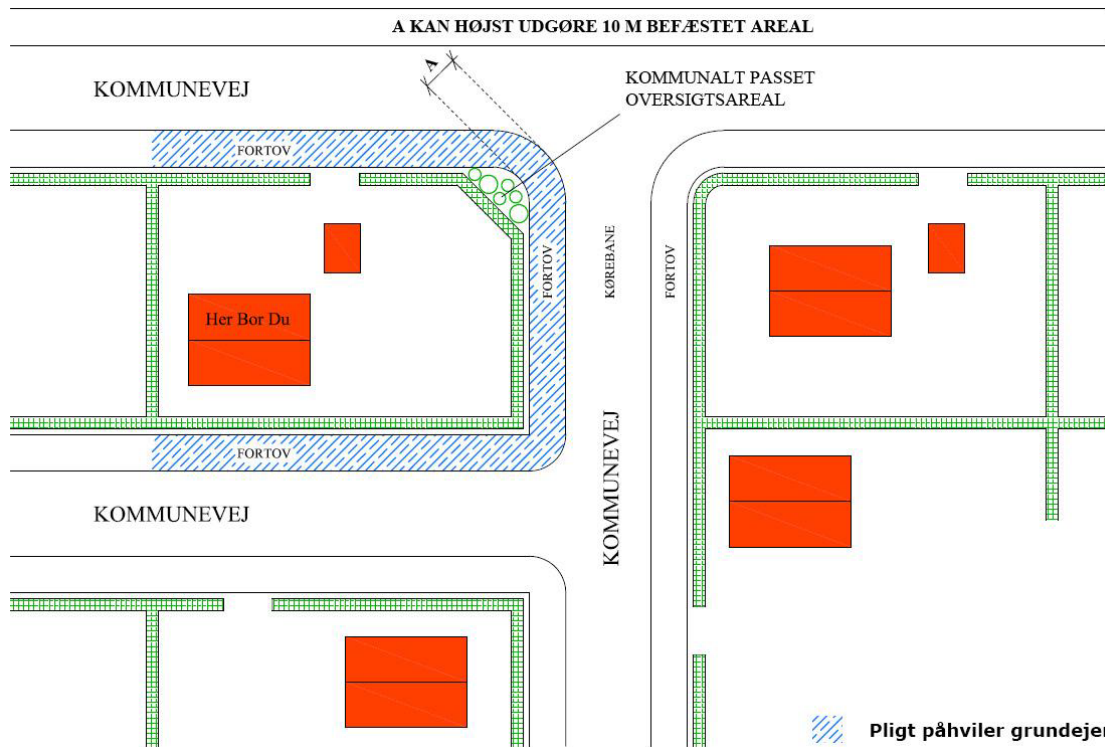 A KAN HØJST UDGØRE 10 M BEFÆSTET AREAL
A
KOMMUNEVEJ
KOMMUNALT PASSET
OVERSIGTSAREAL
FORTOV
FORTOV
KØREBANE
FORTOV
Her Bor Du
FORTOV
KOMMUNEVEJ
KOMMUNEVEJ
Pligt påhviler grundejer